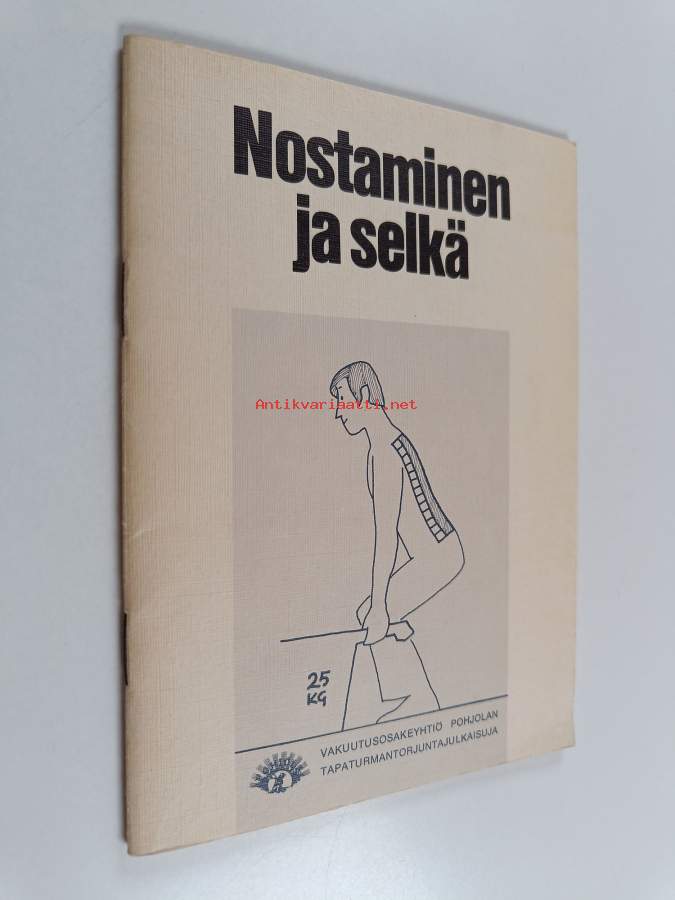 Nostaminen
ja selkä
Antikvariaatti.net
25
KG
VAKUUTUSOSAKEYHTIÖ POHJOLAN
TAPATURMANTORJUNTAJULKAISUJA